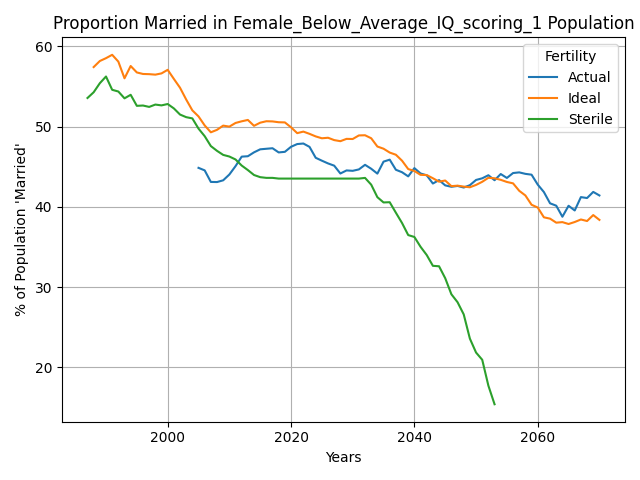 Proportion Married in Female_Below_Average_IQ_scoring_1 Population
Fertility
Actual
Ideal
Sterile
% of Population 'Married'
60
50
40
30
20
2000
2020
2040
2060
Years